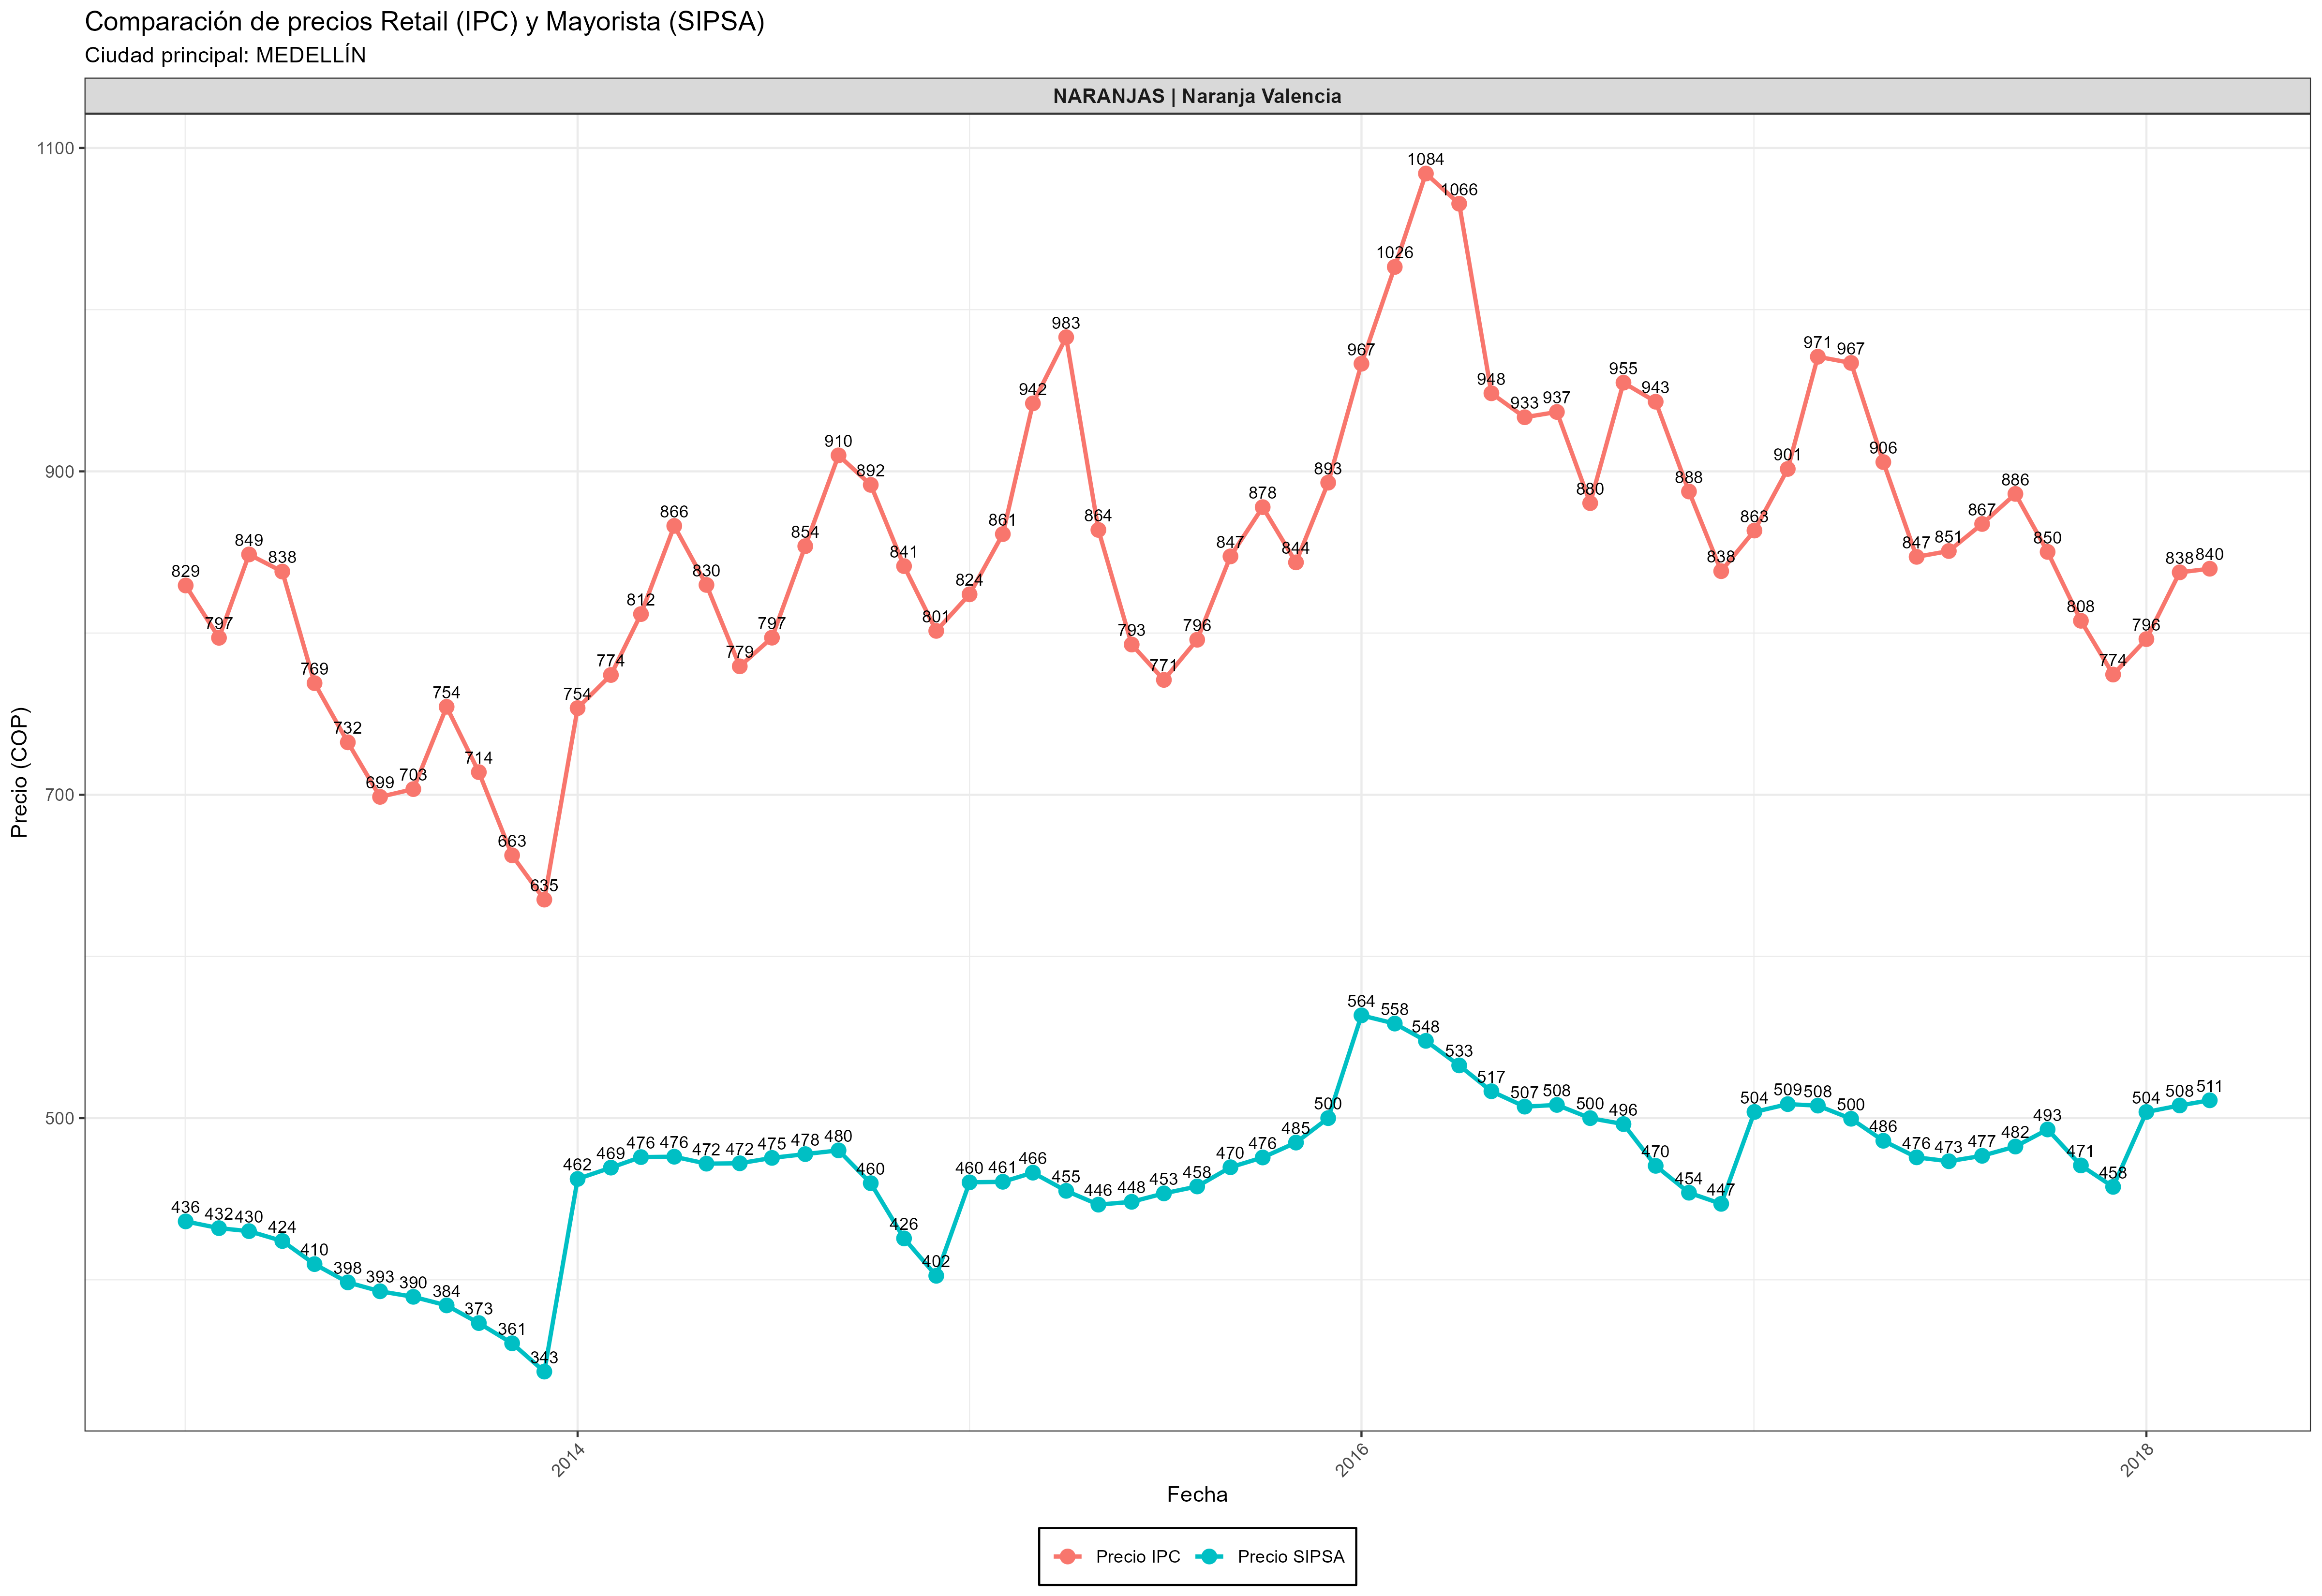 Comparación de precios Retail (IPC) y Mayorista (SIPSA)
Ciudad principal: MEDELLÍN
NARANJAS | Naranja Valencia
Precio (COP)
1100
900
700
500
829 797 849 838 769 732 699 703 754 714 663 635
754 774 812 866 830 779 797 854 910 892 841 801
824 861 942 983 864 793 771 796 847 878 844 893
967 1026 1084 1066 948 933 937 880 955 943 888 838
863 901 971 967 906 847 851 867 886 850 808 774
796 838 840
436 432 430 424 410 398 393 390 384 373 361 343
462 469 476 476 472 472 475 478 480 460 426 402
460 461 466 455 446 448 453 458 470 476 485 500
564 558 548 533 517 507 508 500 496 470 454 447
504 509 508 500 486 476 473 477 482 493 471 458
504 508 511
2014 2016 2018
Fecha
Precio IPC Precio SIPSA